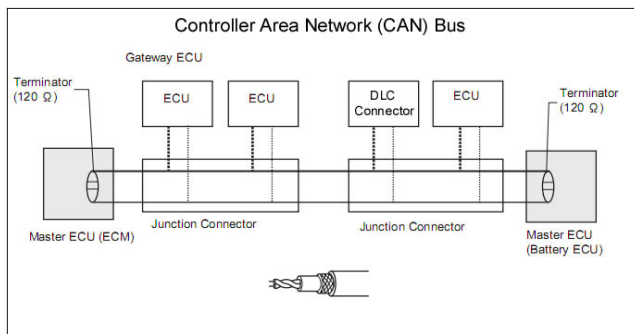 Controller Area Network (CAN) Bus
Gateway ECU
Terminator
(120 Ω)
ECU
ECU
DLC
Connector
ECU
Terminator
(120 Ω)
Junction Connector
Junction Connector
Master ECU (ECM)
Master ECU
(Battery ECU)